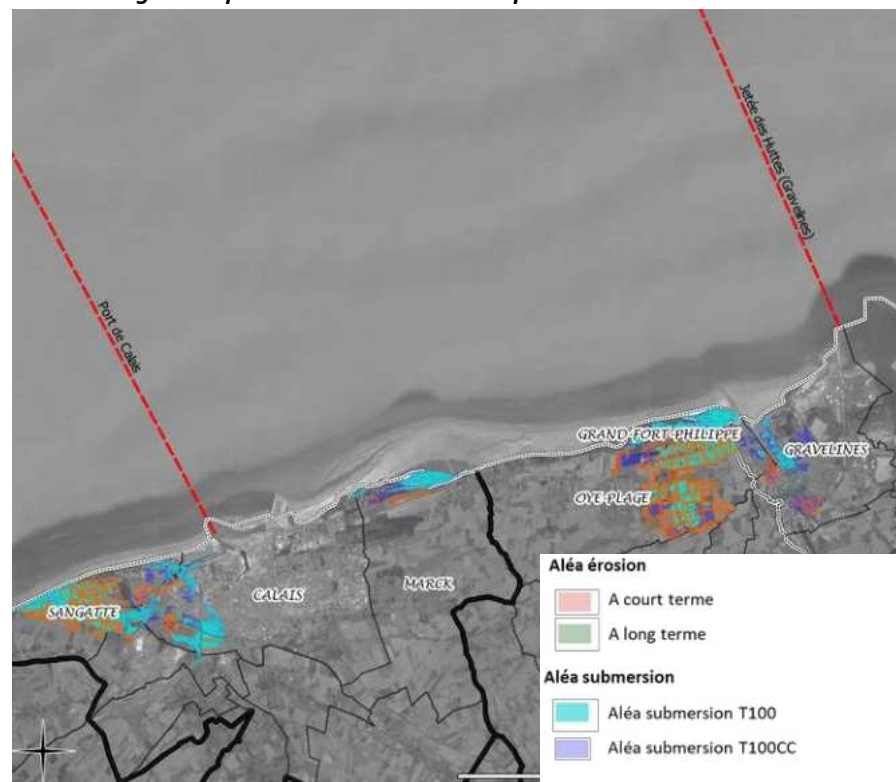 Port de Calais
Jetée des Huttes (Gravelines)
GRAND-FORT-PHILIPPE
GRAVELINES
OYE-PLAGE
MARCK
CALAIS
SANGATTE
Aléa érosion
A court terme
A long terme
Aléa submersion
Aléa submersion T100
Aléa submersion T100CC